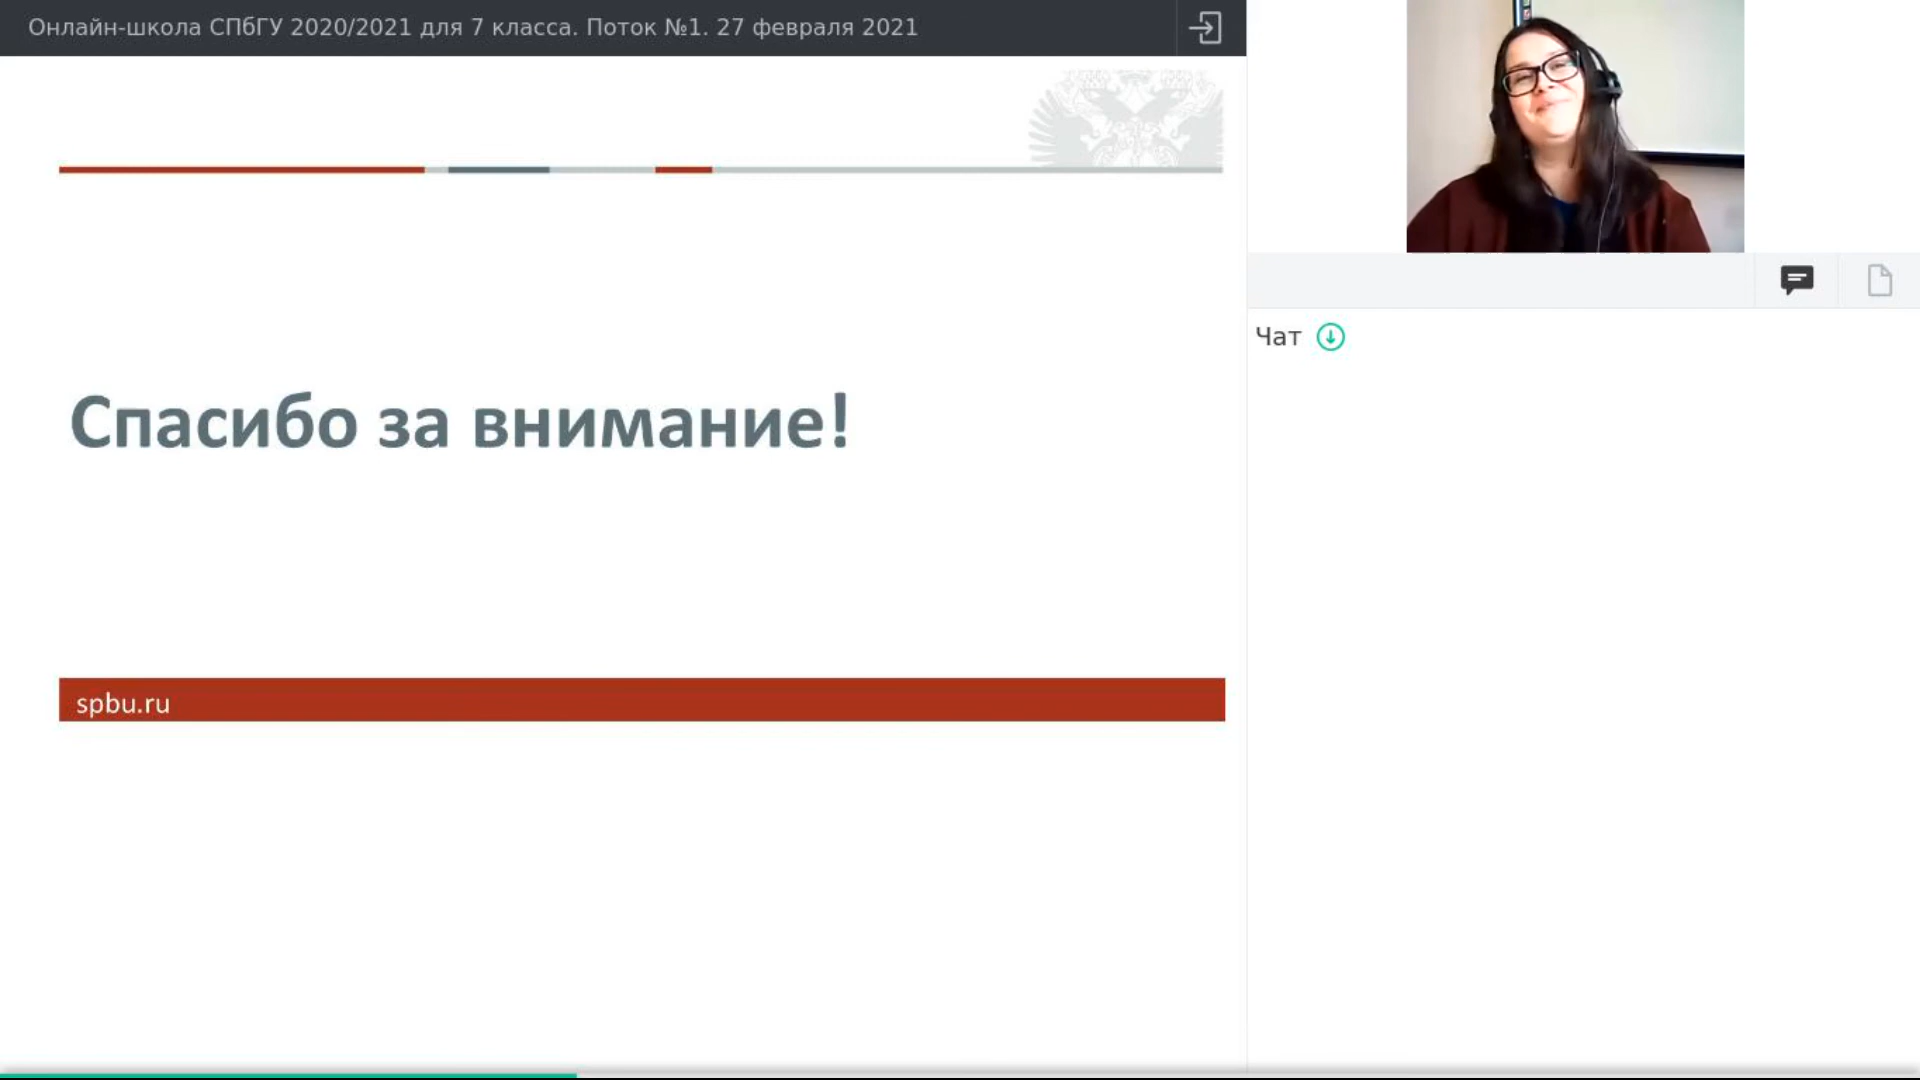 Онлайн-школа СПбГУ 2020/2021 для 7 класса. Поток №1. 27 февраля 2021
Спасибо за внимание!
spbu.ru
Чат